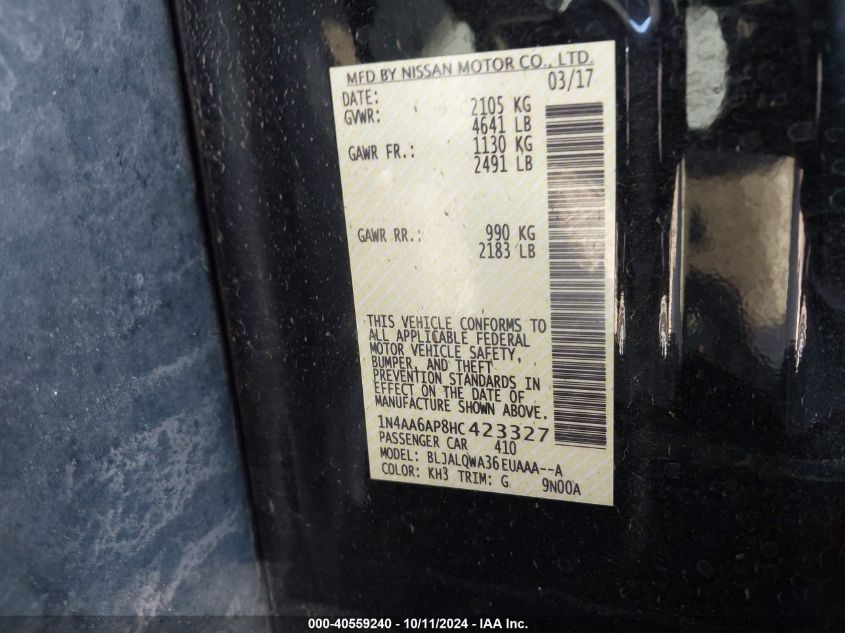 MFD BY NISSAN MOTOR CO., LTD.
DATE: 03/17
GVWR: 2105 KG
4641 LB
GAWR FR.: 1130 KG
2491 LB
GAWR RR.: 990 KG
2183 LB
THIS VEHICLE CONFORMS TO
ALL APPLICABLE FEDERAL
MOTOR VEHICLE SAFETY,
BUMPER, AND THEFT
PREVENTION STANDARDS IN
EFFECT ON THE DATE OF
MANUFACTURE SHOWN ABOVE.
1N4AA6AP8HC423327
PASSENGER CAR 410
MODEL: BLJALQWA36EUAAA--A
COLOR: KH3 TRIM: G 9N00A
000-40559240 - 10/11/2024 - IAA Inc.